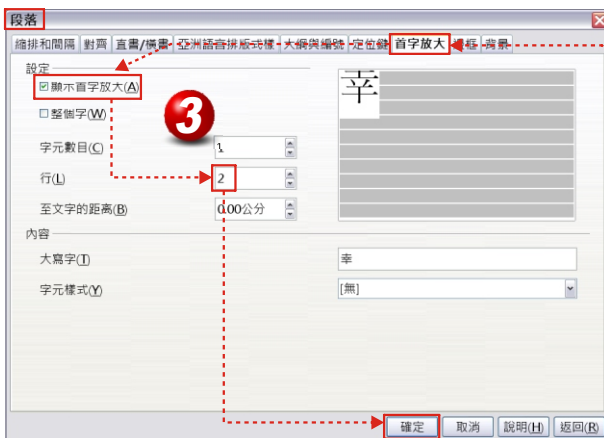 段落
縮排和間隔 對齊 直書/橫書 亞洲語言排版式樣 大綱與編號 定位鍵 首字放大 邊框 背景
設定
顯示首字放大(A)
整個字(W)
3
字元數目(C) 1
行(L) 2
至文字的距離(B) 0.00公分
幸
內容
大寫字(T) 幸
字元樣式(Y) [無]
確定 取消 說明(H) 返回(R)